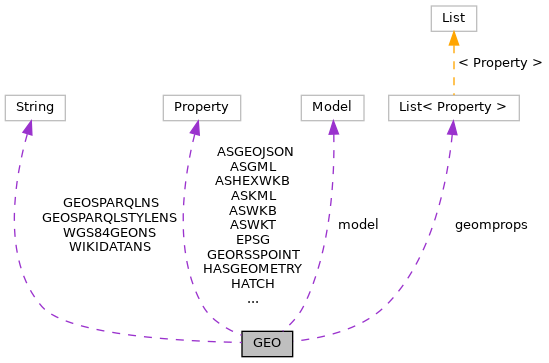 List
< Property >
String
Property
Model
List< Property >
GEOSPARQLNS
GEOSPARQLSTYLENS
WGS84GEONS
WIKIDATANS
ASGEOJSON
ASGML
ASHEXWKB
ASKML
ASWKB
ASWKT
EPSG
GEORSSPOINT
HASGEOMETRY
HATCH
...
model
geomprops
GEO